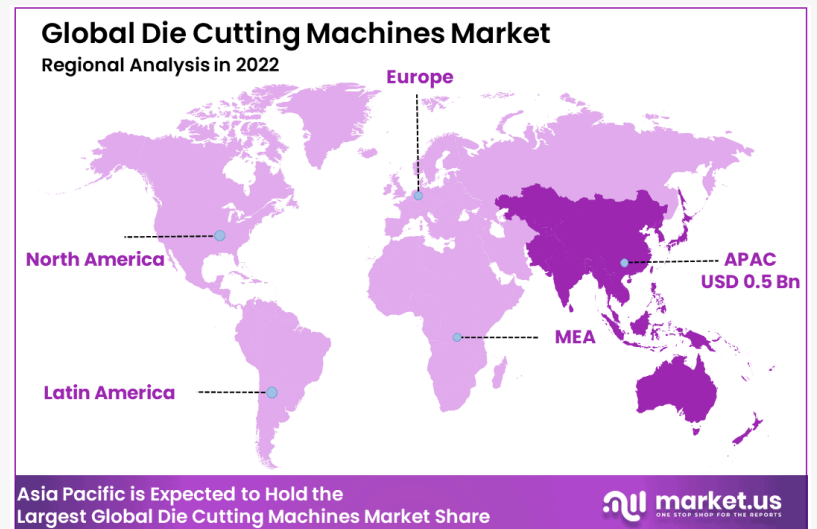 Global Die Cutting Machines Market
Regional Analysis in 2022
Europe
North America
APAC
USD 0.5 Bn
MEA
Latin America
Asia Pacific is Expected to Hold the
Largest Global Die Cutting Machines Market Share
market.us
ONE STOP SHOP FOR THE REPORTS